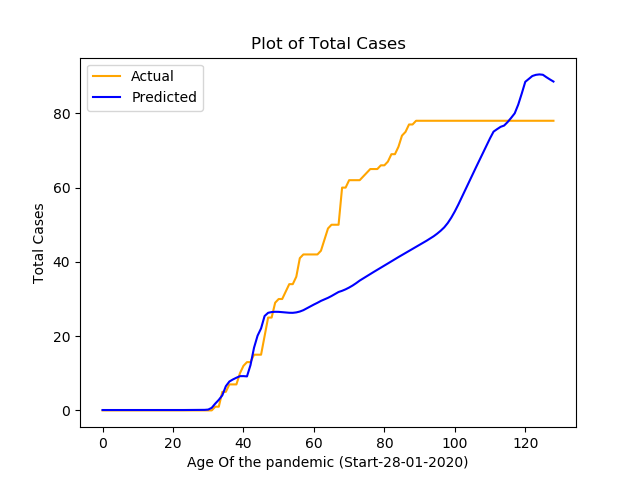 Plot of Total Cases
Actual
Predicted
80
60
40
20
0
Total Cases
0 20 40 60 80 100 120
Age Of the pandemic (Start-28-01-2020)